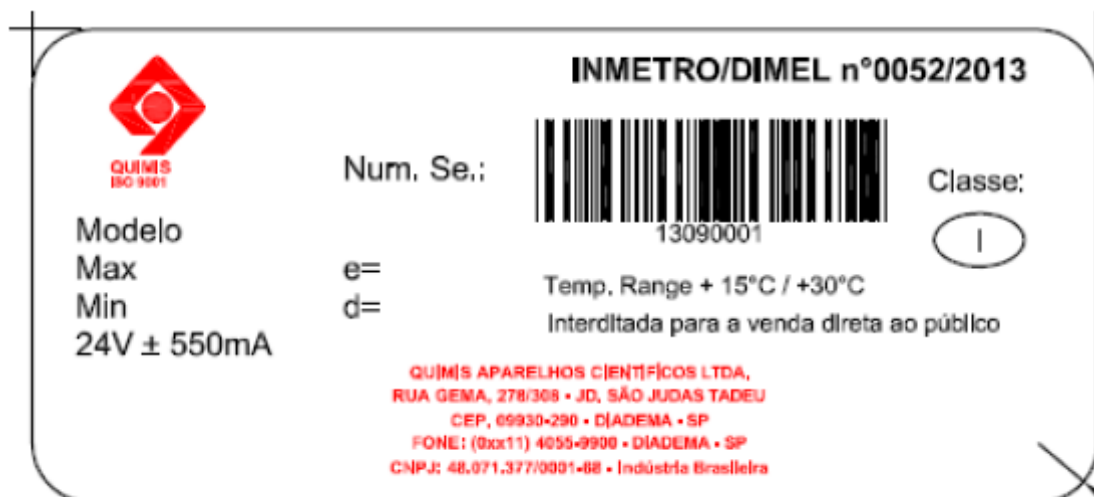 INMETRO/DIMEL n°0052/2013
QUIMIS
ISO 9001
Num. Se.:
13090001
Classe:
I
Modelo
Max
e=
Min
d=
24V ± 550mA
Temp. Range + 15°C / +30°C
Interditada para a venda direta ao público
QUIMIS APARELHOS CIENTÍFICOS LTDA.
RUA GEMA, 278/308 - JD. SÃO JUDAS TADEU
CEP. 09930-290 - DIADEMA - SP
FONE: (0xx11) 4055-9900 - DIADEMA - SP
CNPJ: 48.071.377/0001-68 - Indústria Brasileira